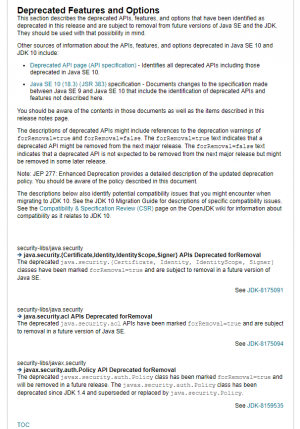 Deprecated Features and Options
This section describes the deprecated APIs, features, and options that have been identified as
deprecated in this release and are subject to removal from future versions of Java SE and the JDK.
They should be used with that possibility in mind.
Other sources of information about the APIs, features, and options deprecated in Java SE 10 and
JDK 10 include:
• Deprecated API page (API specification) - Identifies all deprecated APIs including those
deprecated in Java SE 10.
• Java SE 10 (18.3) (JSR 383) specification - Documents changes to the specification made
between Java SE 9 and Java SE 10 that include the identification of deprecated APIs and
features not described here.
You should be aware of the contents in those documents as well as the items described in this
release notes page.
The descriptions of deprecated APIs might include references to the deprecation warnings of
forRemoval=true and forRemoval=false. The forRemoval=true text indicates that a
deprecated API might be removed from the next major release. The forRemoval=false text
indicates that a deprecated API is not expected to be removed from the next major release but might
be removed in some later release.
Note: JEP 277: Enhanced Deprecation provides a detailed description of the updated deprecation
policy. You should be aware of the policy described in this document.
The descriptions below also identify potential compatibility issues that you might encounter when
migrating to JDK 10. See the JDK 10 Migration Guide for descriptions of specific compatibility issues.
See the Compatibility & Specification Review (CSR) page on the OpenJDK wiki for information about
compatibility as it relates to JDK 10.
security-libs/java.security
➔ java.security.{Certificate,Identity,IdentityScope,Signer} APIs Deprecated forRemoval
The deprecated java.security.{Certificate, Identity, IdentityScope, Signer}
classes have been marked forRemoval=true and are subject to removal in a future version of
Java SE.
See JDK-8175091
security-libs/java.security
➔ java.security.acl APIs Deprecated forRemoval
The deprecated java.security.acl APIs have been marked forRemoval=true and are subject
to removal in a future version of Java SE.
See JDK-8175094
security-libs/javax.security
➔ javax.security.auth.Policy API Deprecated forRemoval
The deprecated javax.security.auth.Policy class has been marked forRemoval=true and
will be removed in a future release. The javax.security.auth.Policy class has been
deprecated since JDK 1.4 and superseded or replaced by java.security.Policy.
See JDK-8159535
TOC